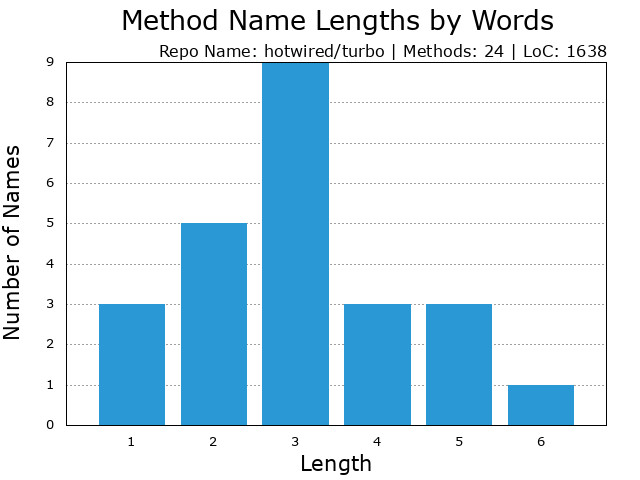 Method Name Lengths by Words
Repo Name: hotwired/turbo | Methods: 24 | LoC: 1638
Number of Names
9
8
7
6
5
4
3
2
1
0
1 2 3 4 5 6
Length